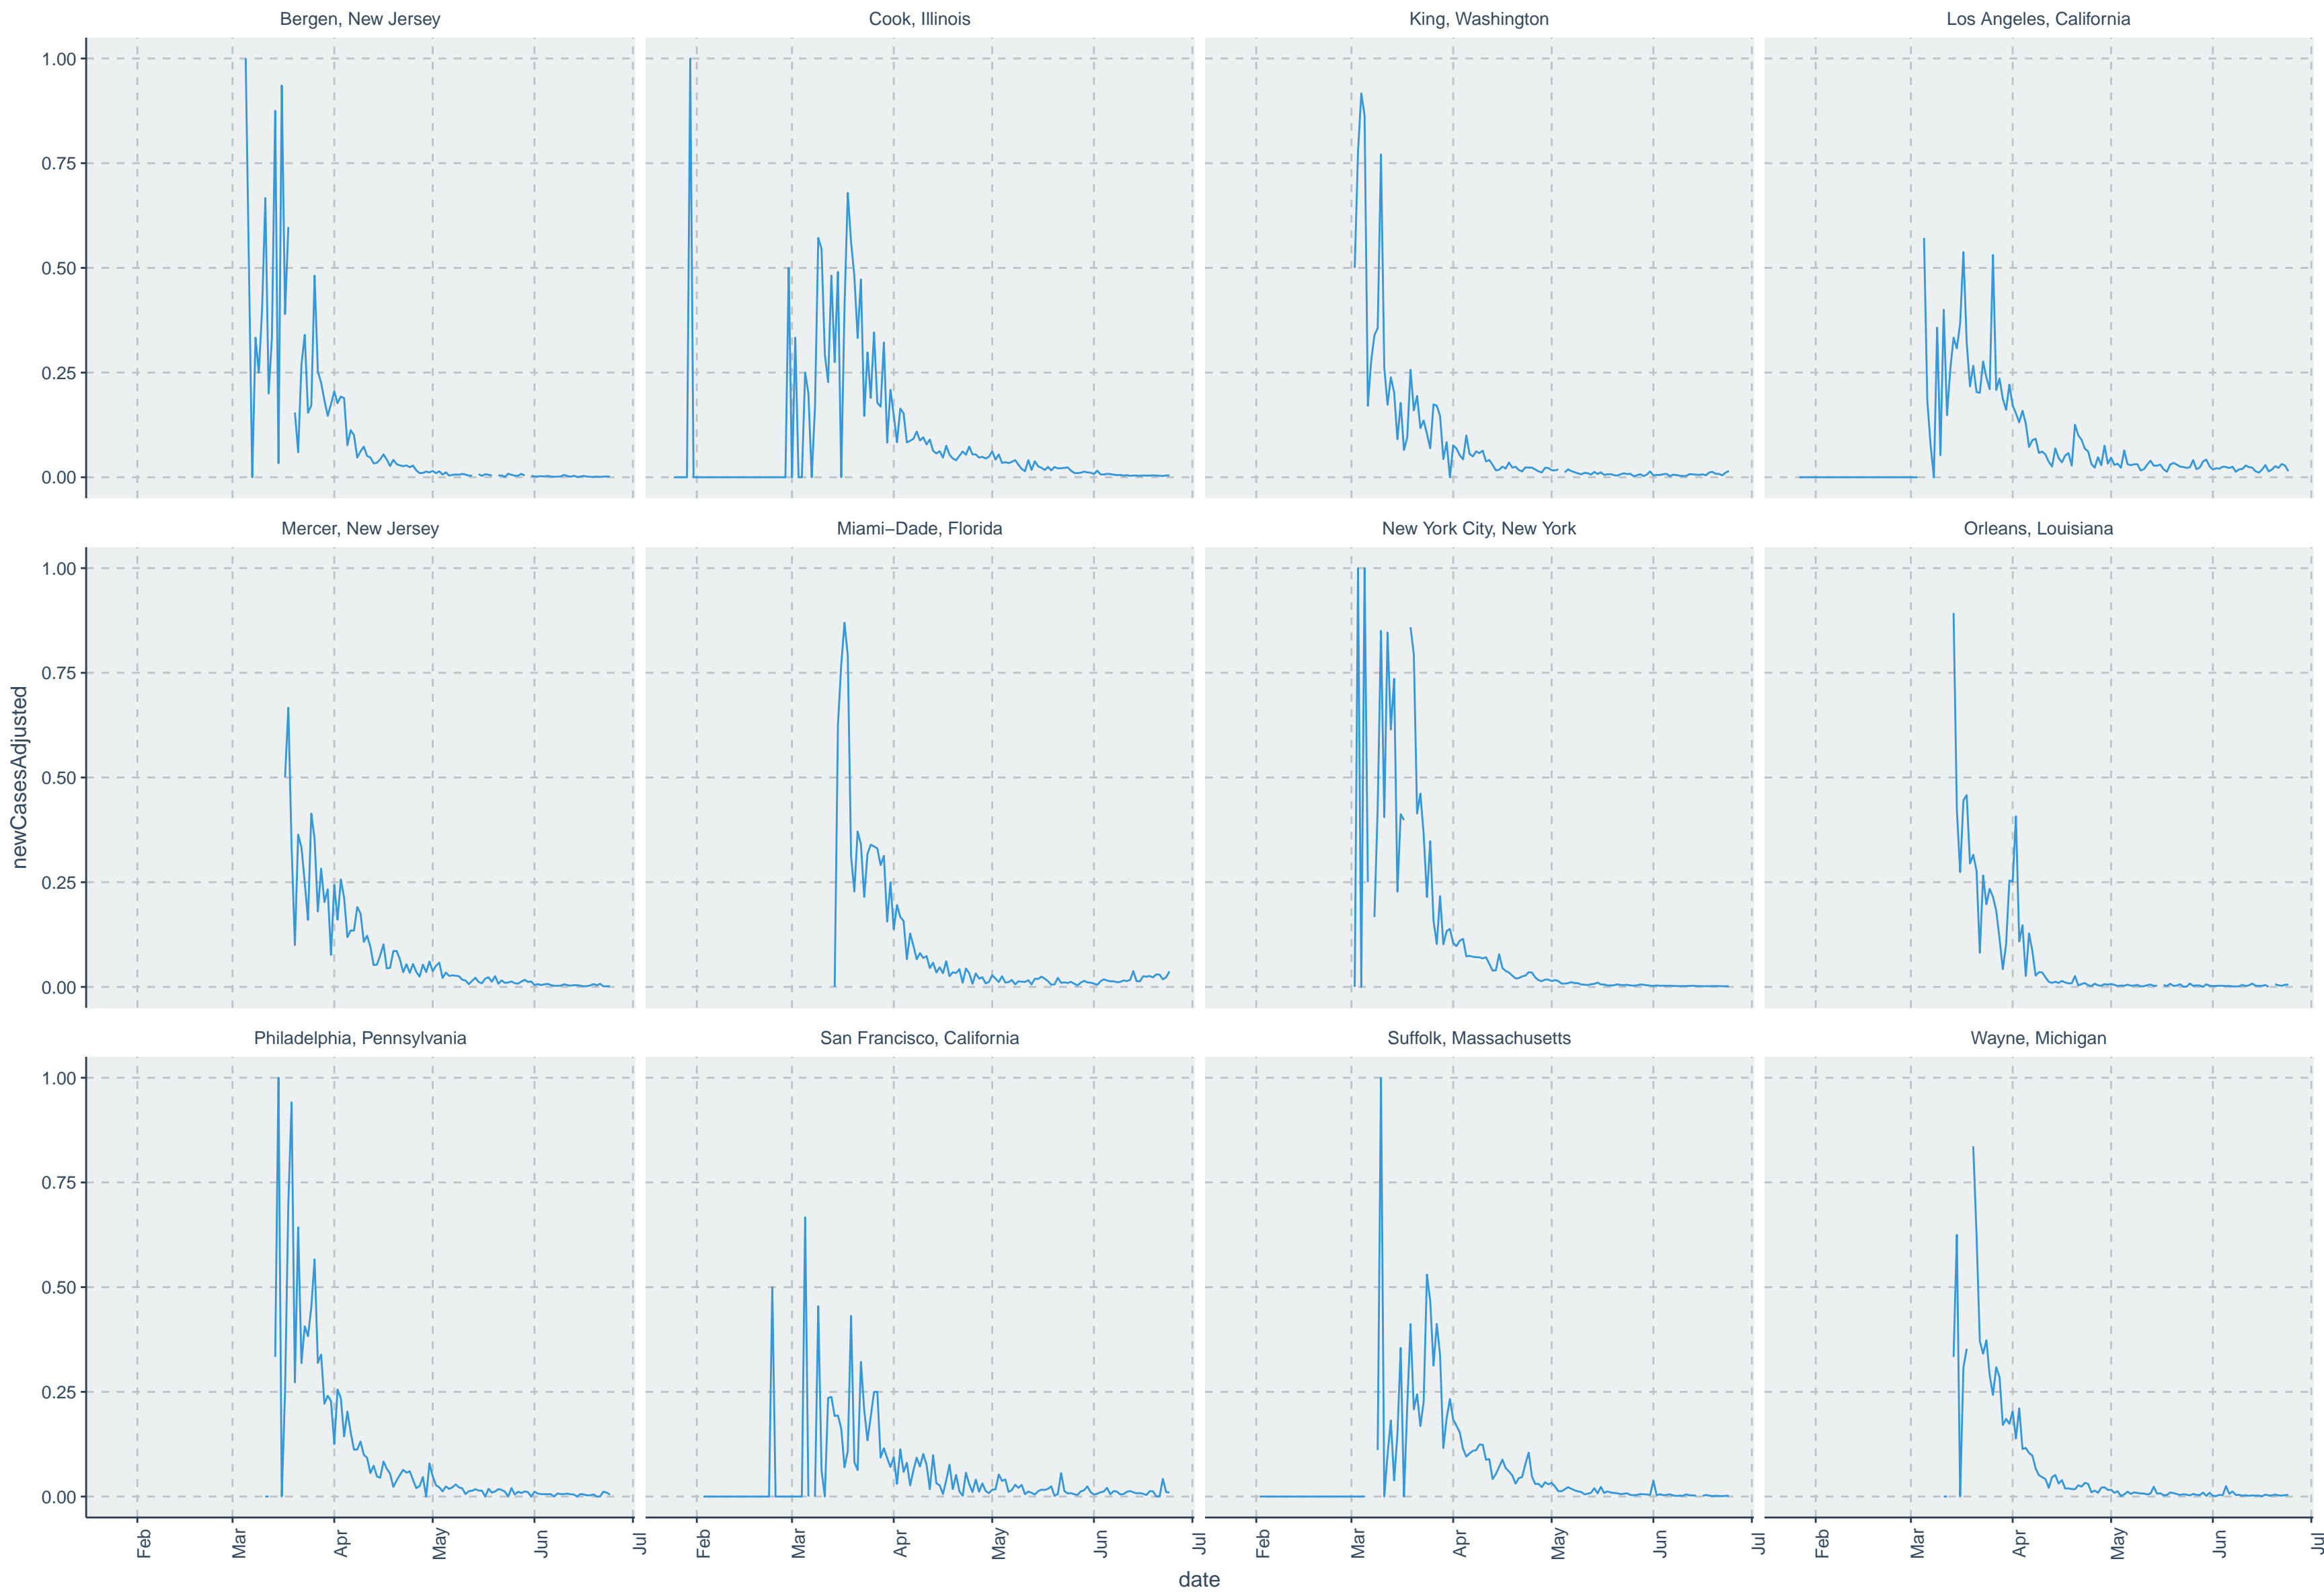 Bergen, New Jersey
Cook, Illinois
King, Washington
Los Angeles, California
1.00
0.75
0.50
0.25
0.00
Mercer, New Jersey
Miami−Dade, Florida
New York City, New York
Orleans, Louisiana
1.00
0.75
0.50
0.25
0.00
newCasesAdjusted
Philadelphia, Pennsylvania
San Francisco, California
Suffolk, Massachusetts
Wayne, Michigan
1.00
0.75
0.50
0.25
0.00
Feb
Mar
Apr
May
Jun
Jul
Feb
Mar
Apr
May
Jun
Jul
Feb
Mar
Apr
May
Jun
Jul
Feb
Mar
Apr
May
Jun
Jul
date